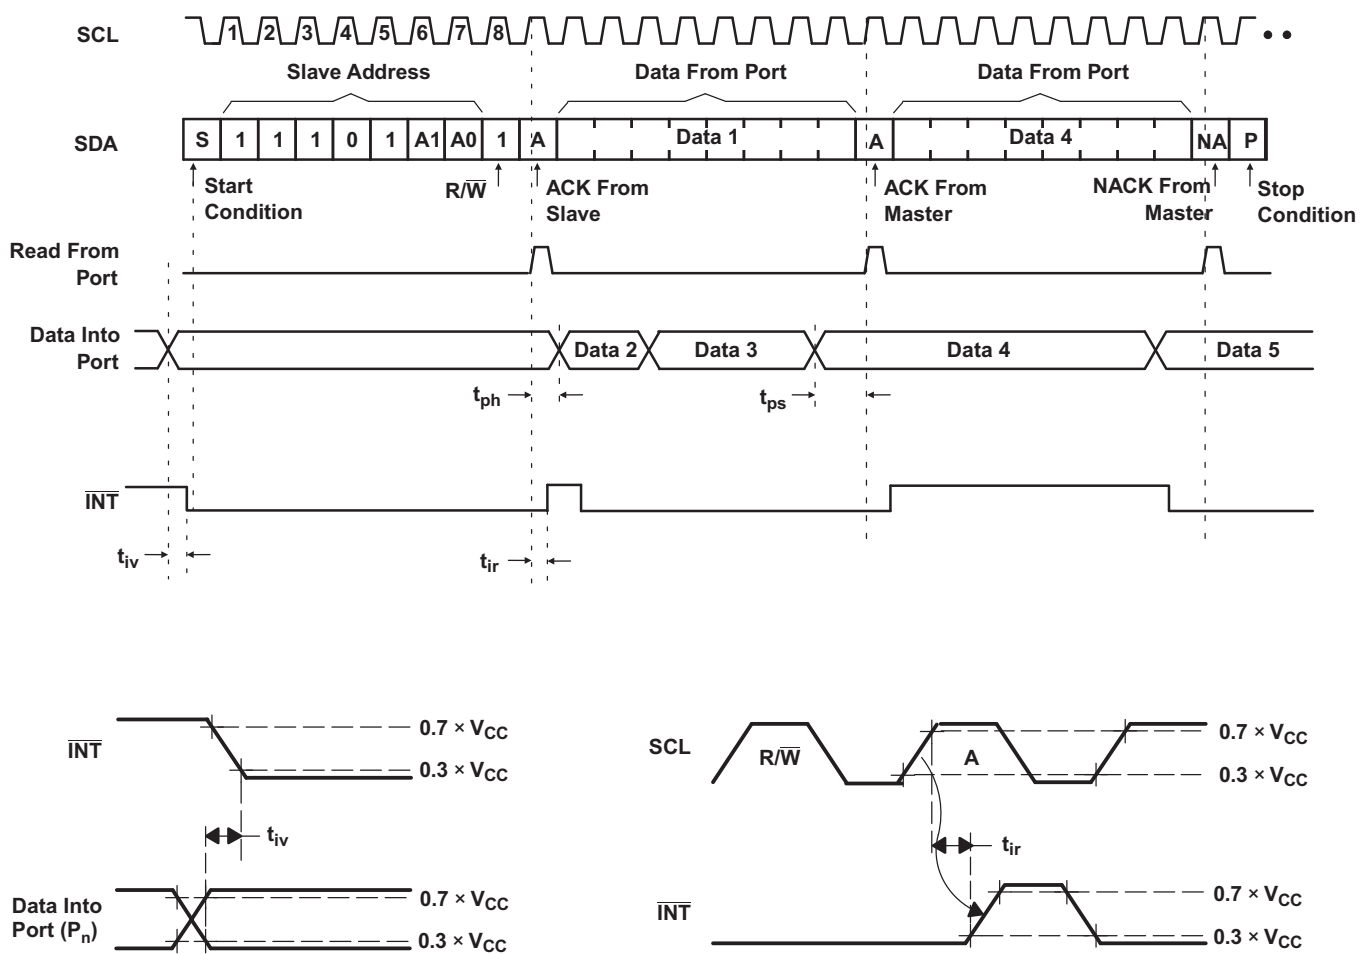 SCL 1 2 3 4 5 6 7 8
Slave Address Data From Port Data From Port
SDA S 1 1 1 0 1 A1 A0 1 A Data 1 A Data 4 NA P
Start Condition
R/W̅
ACK From Slave
ACK From Master
NACK From Master
Stop Condition
Read From Port
Data Into Port Data 2 Data 3 Data 4 Data 5
tph tps
I̅N̅T̅
tiv tir
I̅N̅T̅
0.7 × VCC
0.3 × VCC
tiv
Data Into Port (Pn)
0.7 × VCC
0.3 × VCC
SCL R/W̅ A
0.7 × VCC
0.3 × VCC
tir
I̅N̅T̅
0.7 × VCC
0.3 × VCC